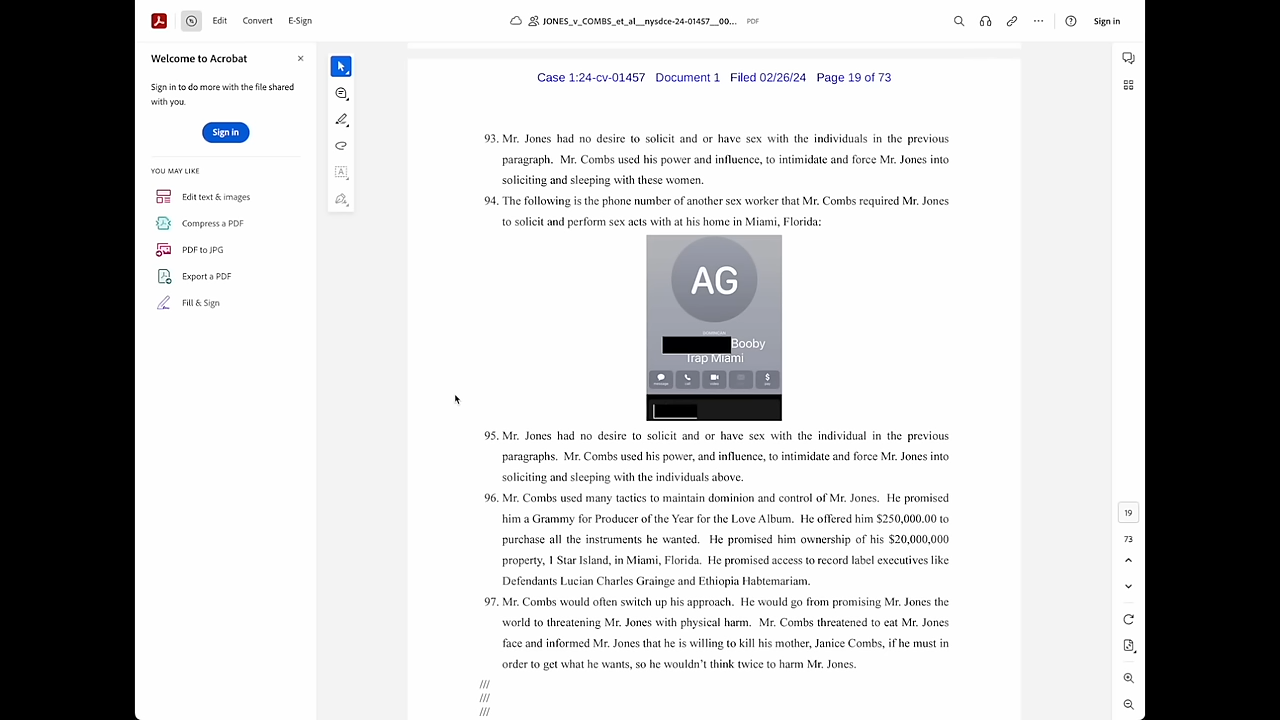 Edit
Convert
E-Sign
JONES_v_COMBS_et_al__nysdce-24-01457__00...
PDF
Sign in
Welcome to Acrobat
Sign in to do more with the file shared
with you.
Sign in
YOU MAY LIKE
Edit text & images
Compress a PDF
PDF to JPG
Export a PDF
Fill & Sign
Case 1:24-cv-01457 Document 1 Filed 02/26/24 Page 19 of 73
93. Mr. Jones had no desire to solicit and or have sex with the individuals in the previous
paragraph. Mr. Combs used his power and influence, to intimidate and force Mr. Jones into
soliciting and sleeping with these women.
94. The following is the phone number of another sex worker that Mr. Combs required Mr. Jones
to solicit and perform sex acts with at his home in Miami, Florida:
AG
Booby
Trap Miami
95. Mr. Jones had no desire to solicit and or have sex with the individual in the previous
paragraphs. Mr. Combs used his power, and influence, to intimidate and force Mr. Jones into
soliciting and sleeping with the individuals above.
96. Mr. Combs used many tactics to maintain dominion and control of Mr. Jones. He promised
him a Grammy for Producer of the Year for the Love Album. He offered him $250,000.00 to
purchase all the instruments he wanted. He promised him ownership of his $20,000,000
property, 1 Star Island, in Miami, Florida. He promised access to record label executives like
Defendants Lucian Charles Grainge and Ethiopia Habtemariam.
97. Mr. Combs would often switch up his approach. He would go from promising Mr. Jones the
world to threatening Mr. Jones with physical harm. Mr. Combs threatened to eat Mr. Jones
face and informed Mr. Jones that he is willing to kill his mother, Janice Combs, if he must in
order to get what he wants, so he wouldn't think twice to harm Mr. Jones.
///
///
///
19
73